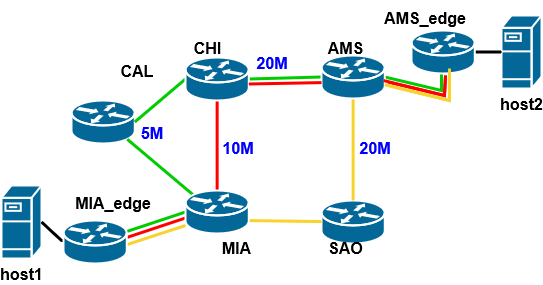 AMS_edge
CHI
20M
AMS
CAL
host2
5M
10M
20M
MIA_edge
MIA
SAO
host1